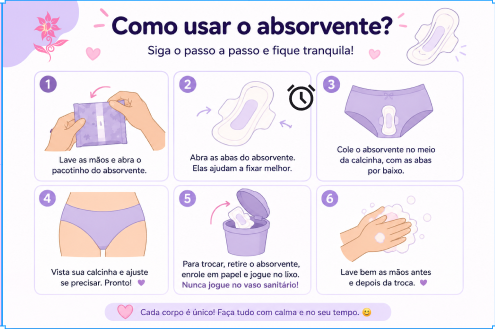 Como usar o absorvente?
Siga o passo a passo e fique tranquila!
1
Lave as mãos e abra o
pacotinho do absorvente.
2
Abra as abas do absorvente.
Elas ajudam a fixar melhor.
3
Cole o absorvente no meio
da calcinha, com as abas
por baixo.
4
Vista sua calcinha e ajuste
se precisar. Pronto! 💜
5
Para trocar, retire o absorvente,
enrole em papel e jogue no lixo.
Nunca jogue no vaso sanitário!
6
Lave bem as mãos antes
e depois da troca. 💜
Cada corpo é único! Faça tudo com calma e no seu tempo. 😊